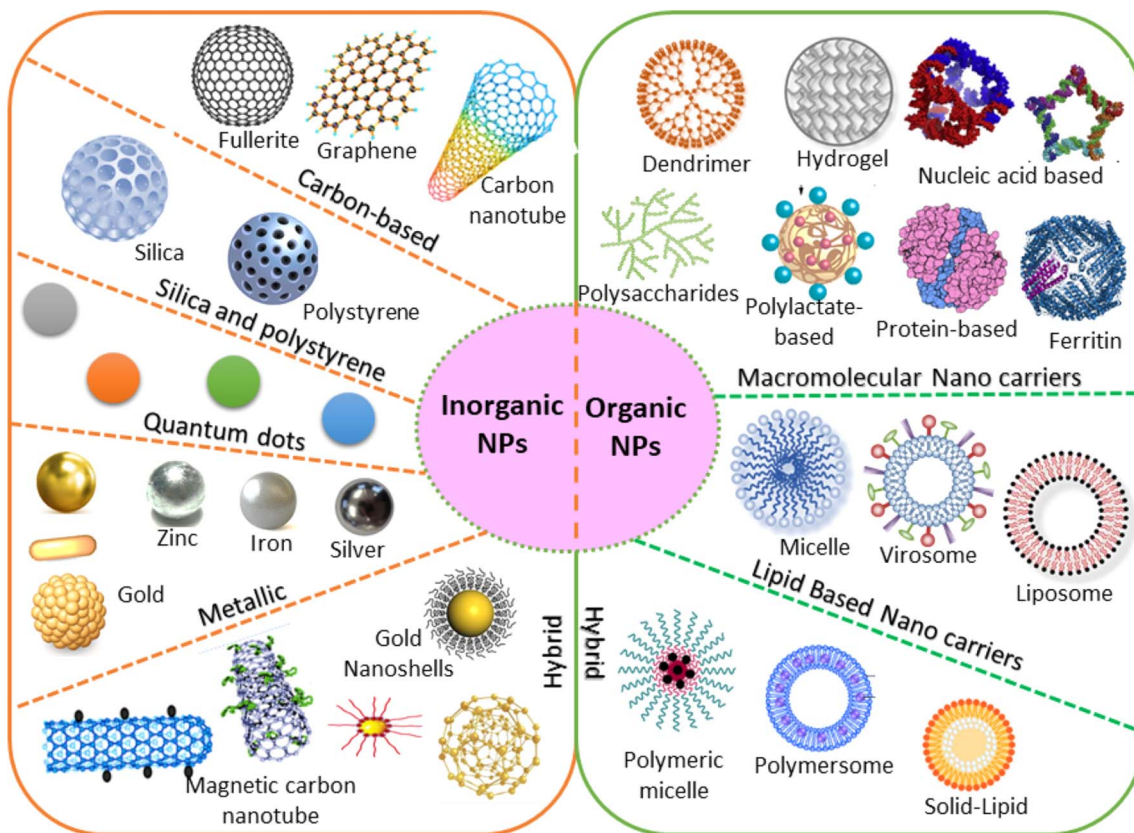 Fullerite
Graphene
Carbon
nanotube
Carbon-based
Silica
Polystyrene
Silica and polystyrene
Quantum dots
Zinc
Iron
Silver
Gold
Metallic
Gold
Nanoshells
Hybrid
Magnetic carbon
nanotube
Inorganic
NPs
Organic
NPs
Dendrimer
Hydrogel
Nucleic acid based
Polysaccharides
Polylactate-
based
Protein-based
Ferritin
Macromolecular Nano carriers
Micelle
Virosome
Liposome
Lipid Based Nano carriers
Hybrid
Polymeric
micelle
Polymersome
Solid-Lipid